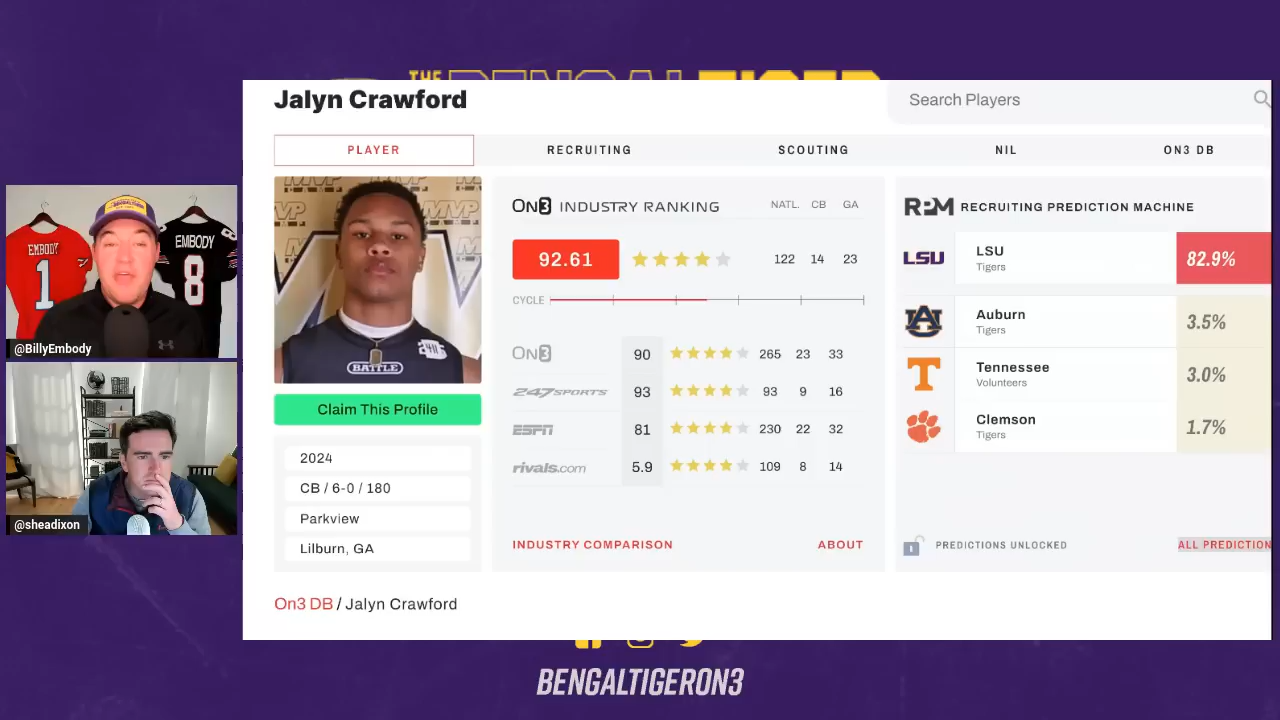 THE BENGAL TIGER
Jalyn Crawford
Search Players
PLAYER
RECRUITING
SCOUTING
NIL
ON3 DB
MVP
BATTLE
Claim This Profile
2024
CB / 6-0 / 180
Parkview
Lilburn, GA
On3 INDUSTRY RANKING
NATL. CB GA
92.61 122 14 23
CYCLE
On3 90 265 23 33
247SPORTS 93 93 9 16
ESPN 81 230 22 32
rivals.com 5.9 109 8 14
INDUSTRY COMPARISON
ABOUT
RPM RECRUITING PREDICTION MACHINE
LSU LSU 82.9%
Tigers
AU Auburn 3.5%
Tigers
T Tennessee 3.0%
Volunteers
Clemson 1.7%
Tigers
PREDICTIONS UNLOCKED
ALL PREDICTION
On3 DB / Jalyn Crawford
EMBODY
1
EMBODY
8
@BillyEmbody
@sheadixon
BENGALTIGERON3